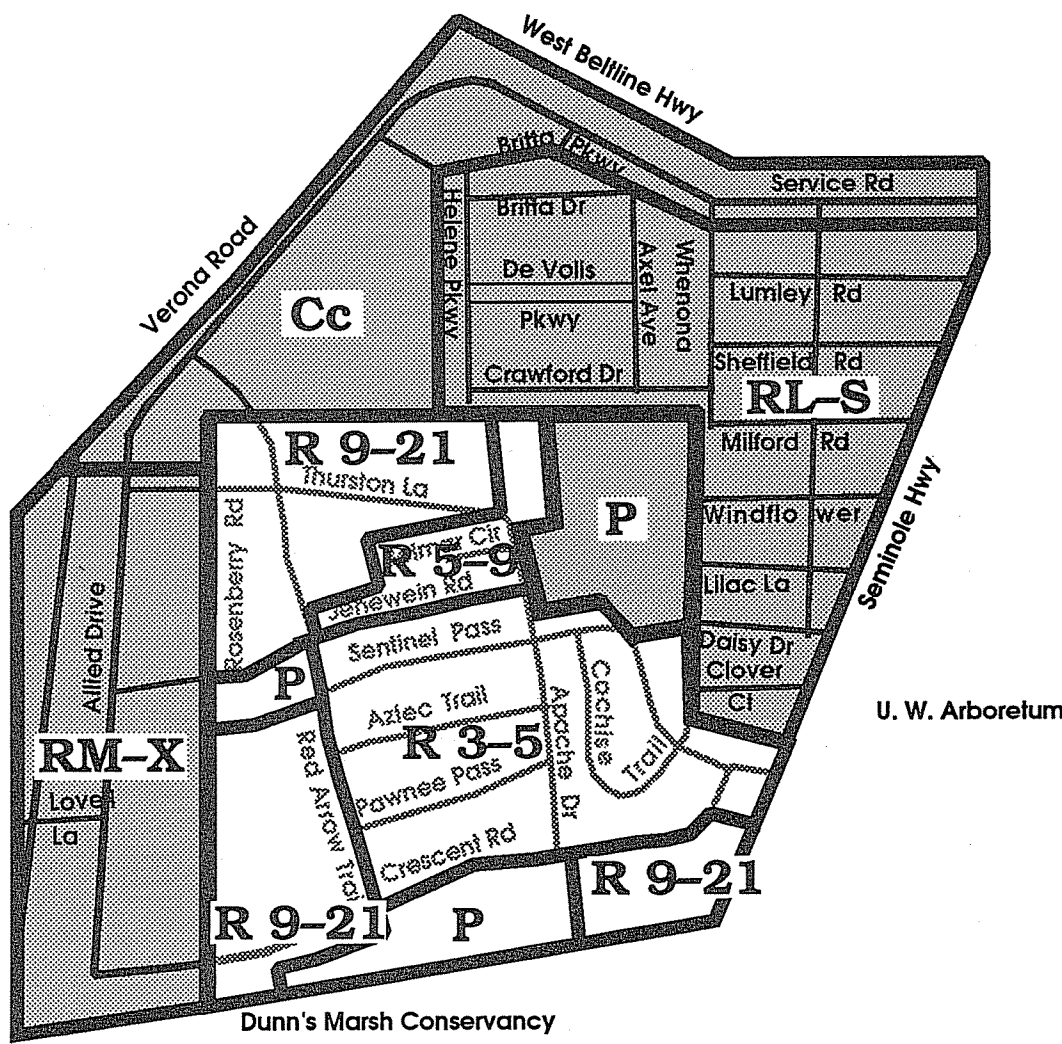 West Beltline Hwy
Britta Pkwy
Service Rd
Verona Road
Helene Pkwy
Britta Dr
De Volis
Pkwy
Axel Ave
Whenona
Lumley Rd
Cc
Crawford Dr
Sheffield Rd
RL–S
R 9–21
Milford Rd
Thurston La
P
Windflower
Seminole Hwy
Rosenberry Rd
R 5–9
Cir
Jenewein Rd
Lilac La
Allied Drive
Sentinel Pass
Daisy Dr
Clover
Ct
P
Aztec Trail
Apache Dr
Cochise
Trail
U. W. Arboretum
RM–X
R 3–5
Red Arrow Trail
Pawnee Pass
Lovell
La
Crescent Rd
R 9–21
R 9–21
P
Dunn's Marsh Conservancy